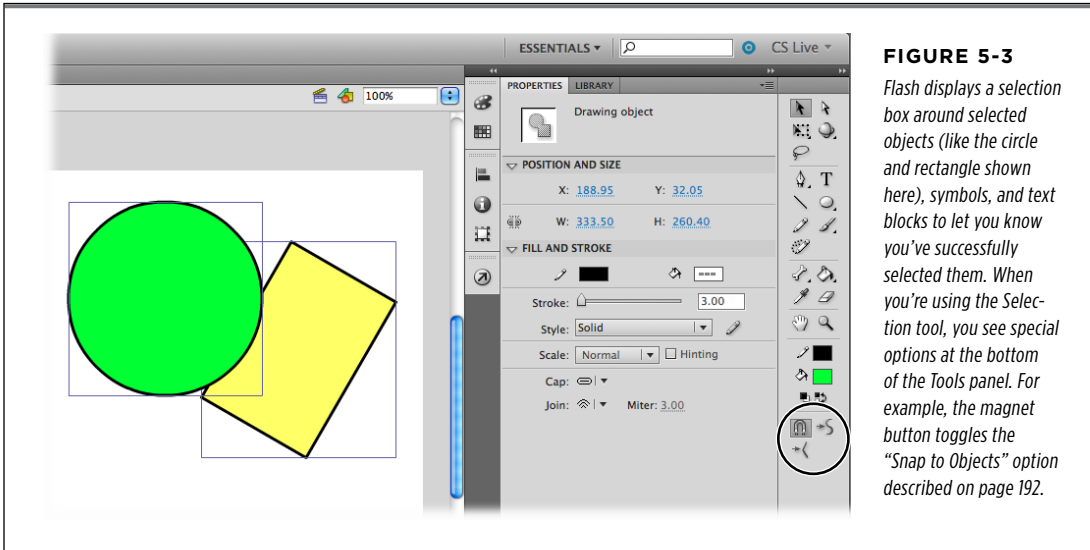 ESSENTIALS
CS Live
100%
PROPERTIES LIBRARY
Drawing object
POSITION AND SIZE
X: 188.95 Y: 32.05
W: 333.50 H: 260.40
FILL AND STROKE
Stroke: 3.00
Style: Solid
Scale: Normal Hinting
Cap:
Join: Miter: 3.00
T
FIGURE 5-3
Flash displays a selection
box around selected
objects (like the circle
and rectangle shown
here), symbols, and text
blocks to let you know
you’ve successfully
selected them. When
you’re using the Selec-
tion tool, you see special
options at the bottom
of the Tools panel. For
example, the magnet
button toggles the
“Snap to Objects” option
described on page 192.